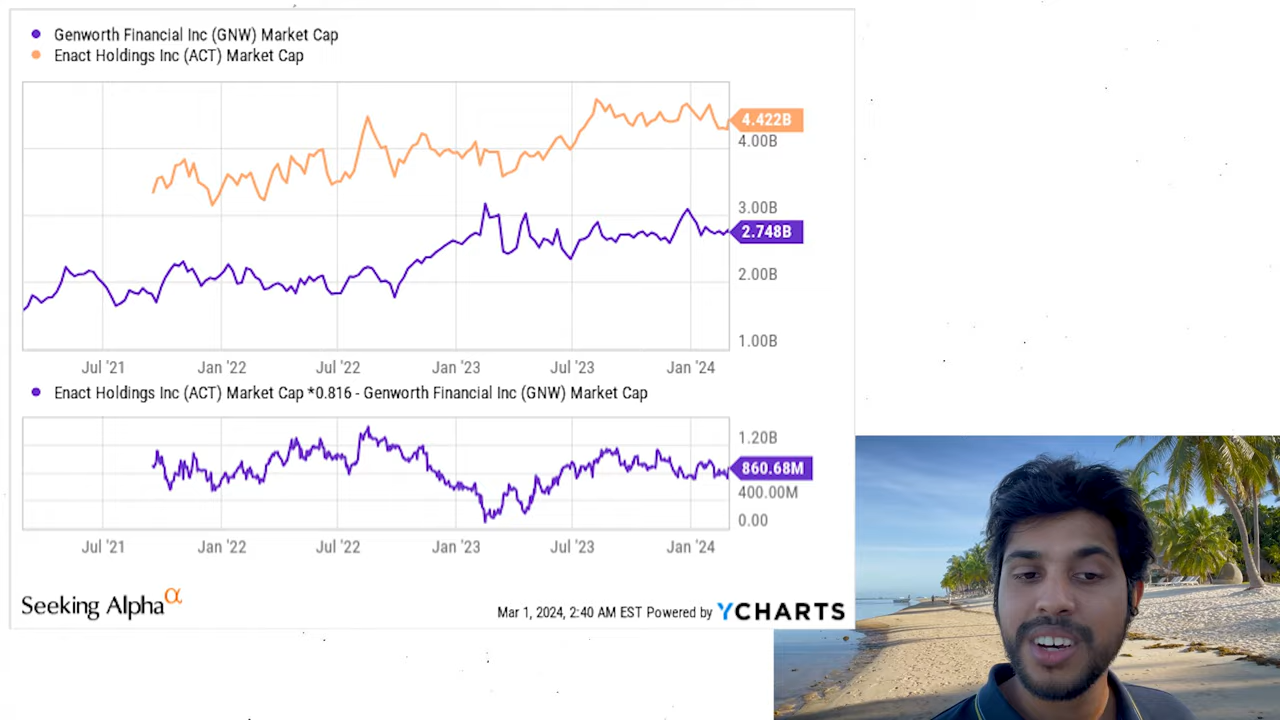 Genworth Financial Inc (GNW) Market Cap
Enact Holdings Inc (ACT) Market Cap
4.422B
4.00B
3.00B
2.748B
2.00B
1.00B
Jul '21 Jan '22 Jul '22 Jan '23 Jul '23 Jan '24
Enact Holdings Inc (ACT) Market Cap *0.816 - Genworth Financial Inc (GNW) Market Cap
1.20B
860.68M
400.00M
0.00
Jul '21 Jan '22 Jul '22 Jan '23 Jul '23 Jan '24
Seeking Alpha α
Mar 1, 2024, 2:40 AM EST Powered by YCHARTS